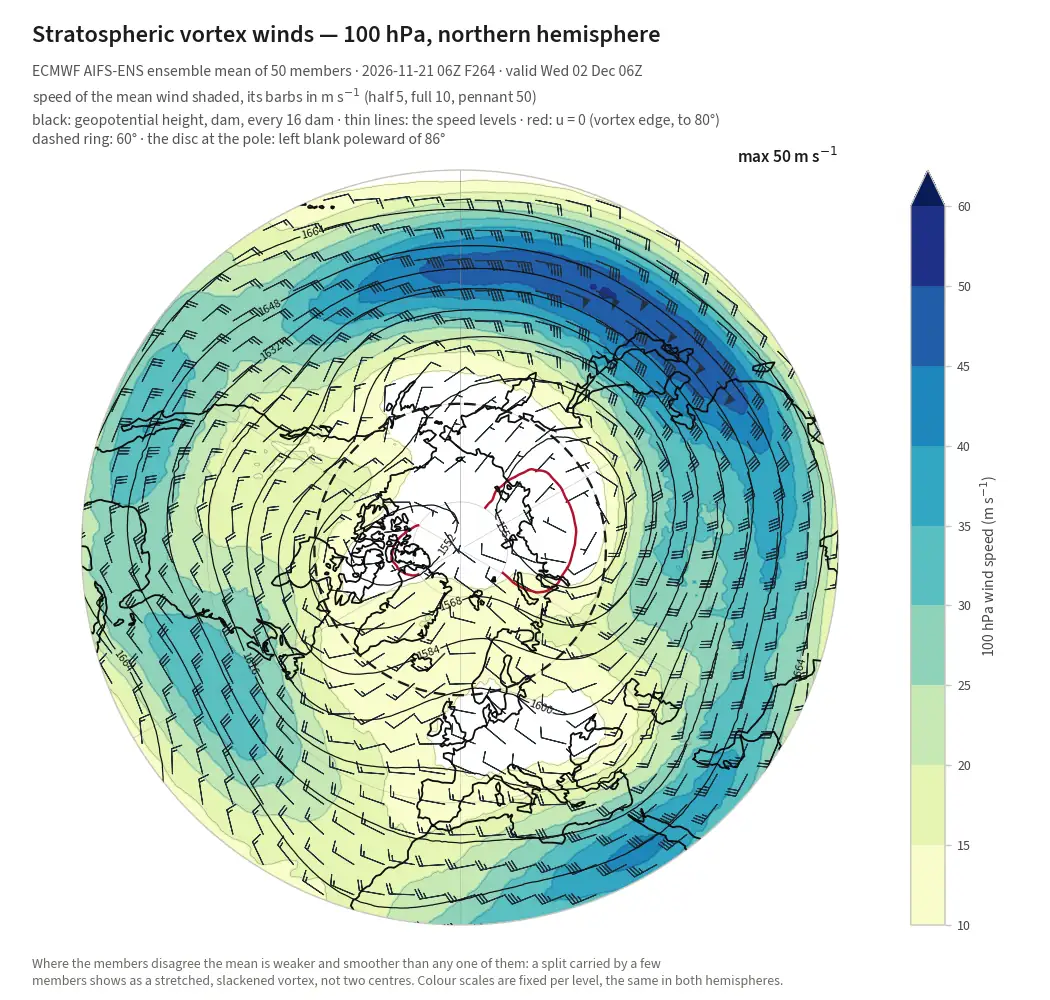 Stratospheric vortex winds — 100 hPa, northern hemisphere
ECMWF AIFS-ENS ensemble mean of 50 members · 2026-11-21 06Z F264 · valid Wed 02 Dec 06Z
speed of the mean wind shaded, its barbs in m s⁻¹ (half 5, full 10, pennant 50)
black: geopotential height, dam, every 16 dam · thin lines: the speed levels · red: u = 0 (vortex edge, to 80°)
dashed ring: 60° · the disc at the pole: left blank poleward of 86°
max 50 m s⁻¹
1664
1648
1632
1552
1568
1584
1600
1664
1664
60
50
45
40
35
30
25
20
15
10
100 hPa wind speed (m s⁻¹)
Where the members disagree the mean is weaker and smoother than any one of them: a split carried by a few
members shows as a stretched, slackened vortex, not two centres. Colour scales are fixed per level, the same in both hemispheres.